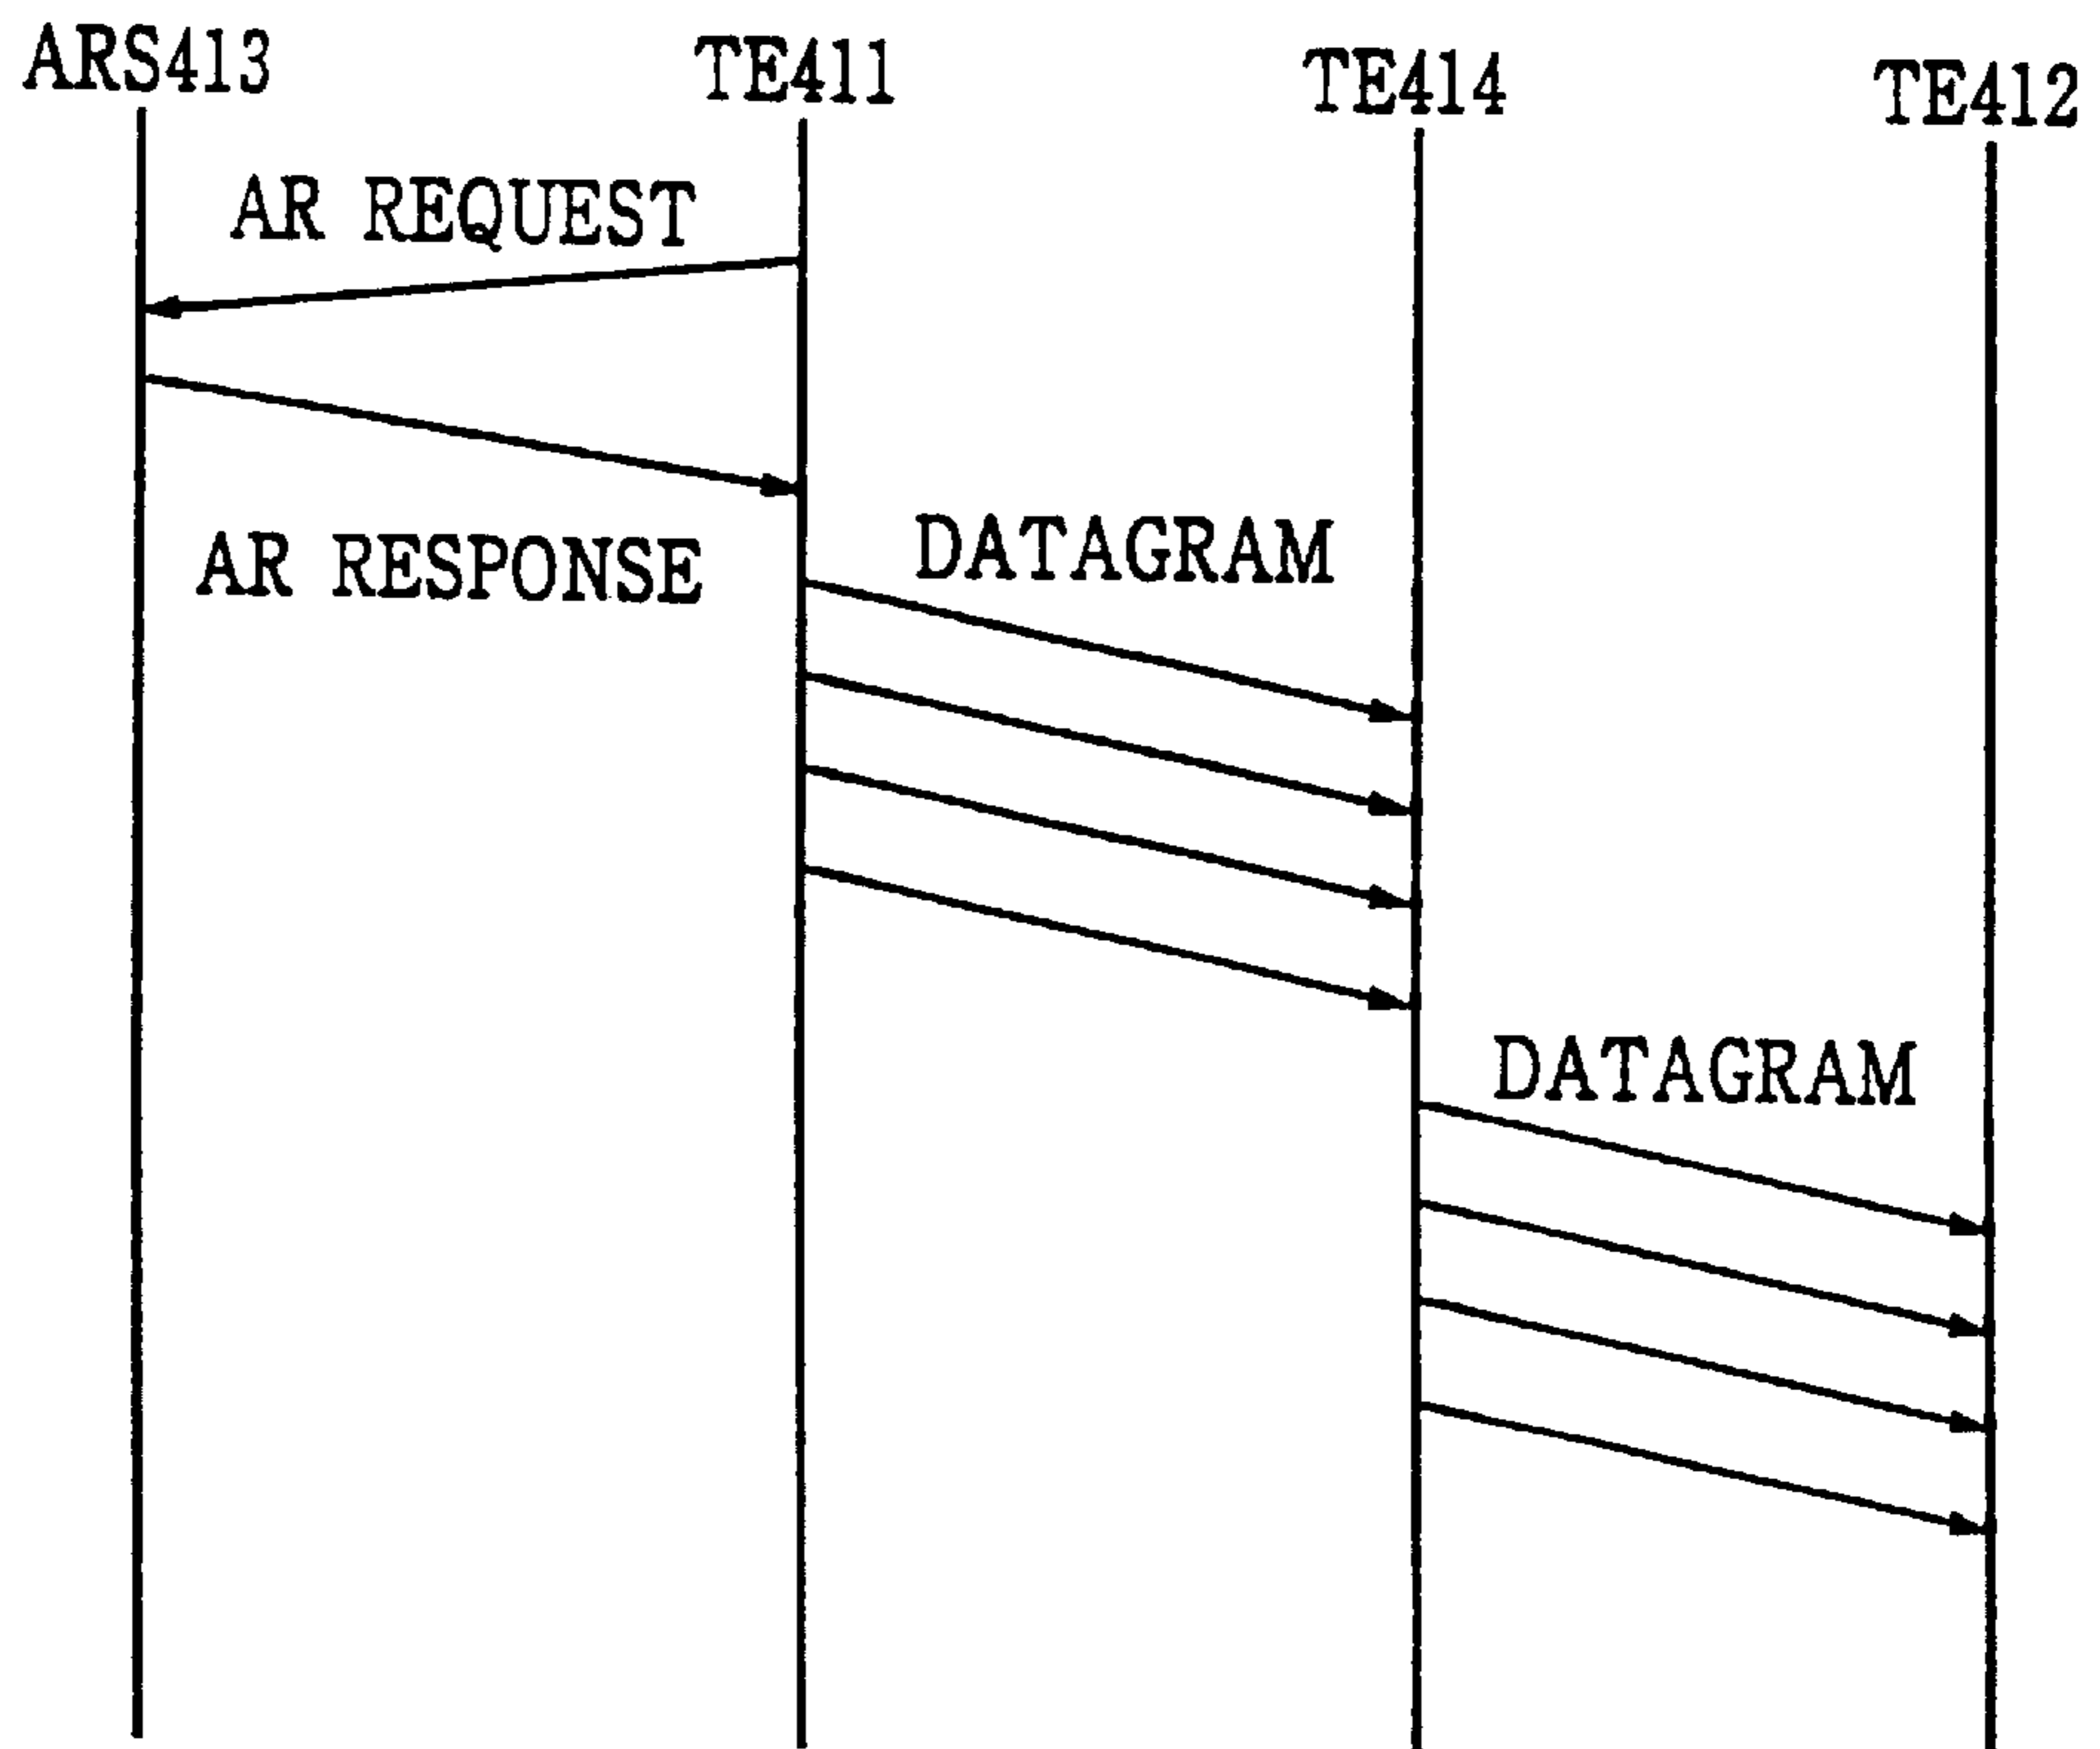 ARS413
TE411
TE414
TE412
AR REQUEST
AR RESPONSE
DATAGRAM
DATAGRAM